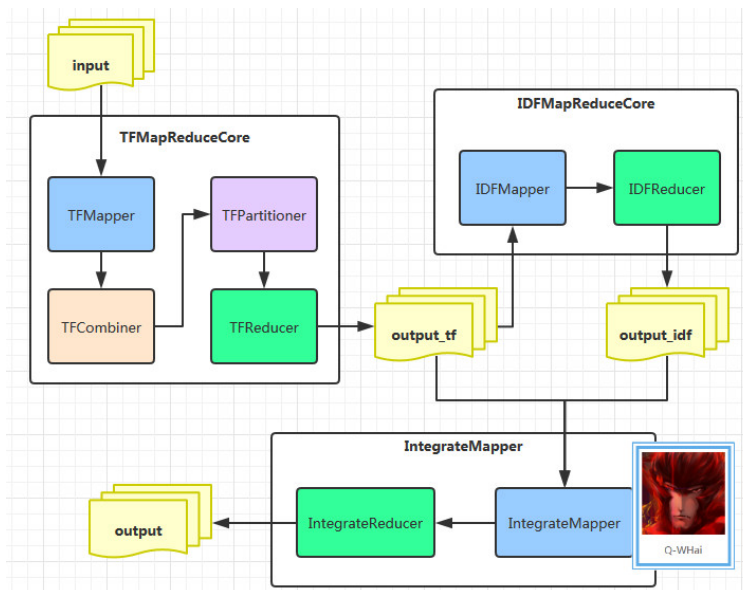 input
TFMapReduceCore
TFMapper
TFPartitioner
TFCombiner
TFReducer
IDFMapReduceCore
IDFMapper
IDFReducer
output_tf
output_idf
IntegrateMapper
output
IntegrateReducer
IntegrateMapper
Q-WHai